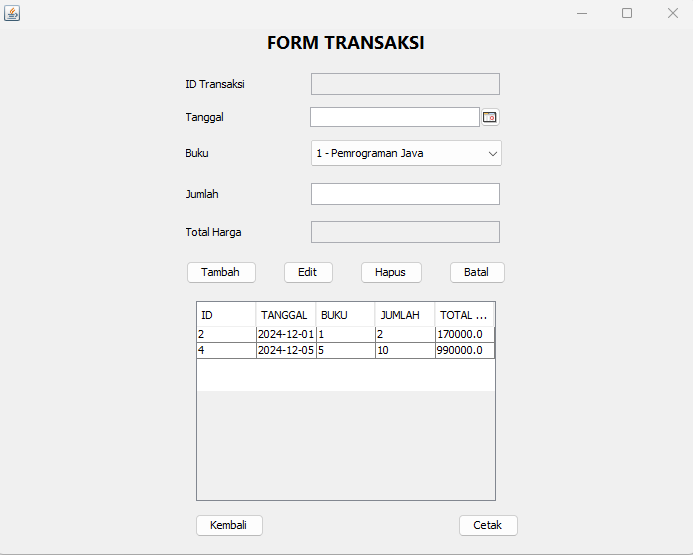 FORM TRANSAKSI
ID Transaksi
Tanggal
Buku 1 - Pemrograman Java
Jumlah
Total Harga
Tambah Edit Hapus Batal
ID TANGGAL BUKU JUMLAH TOTAL ...
2 2024-12-01 1 2 170000.0
4 2024-12-05 5 10 990000.0
Kembali Cetak